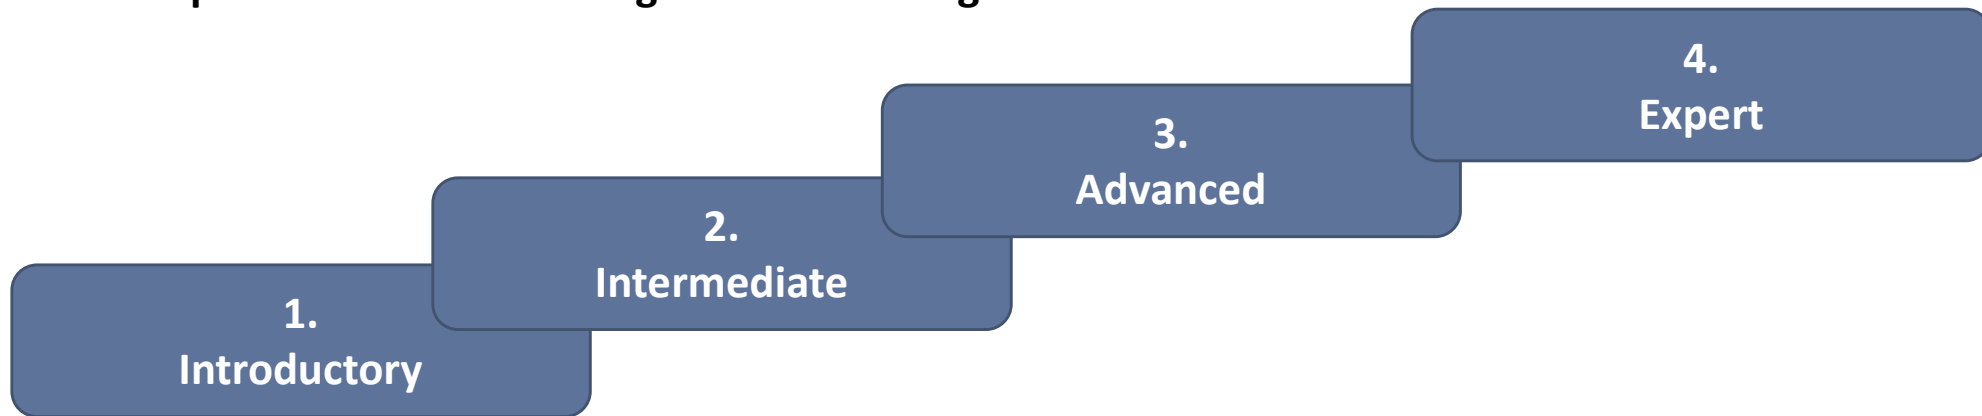 1.
Introductory
2.
Intermediate
3.
Advanced
4.
Expert